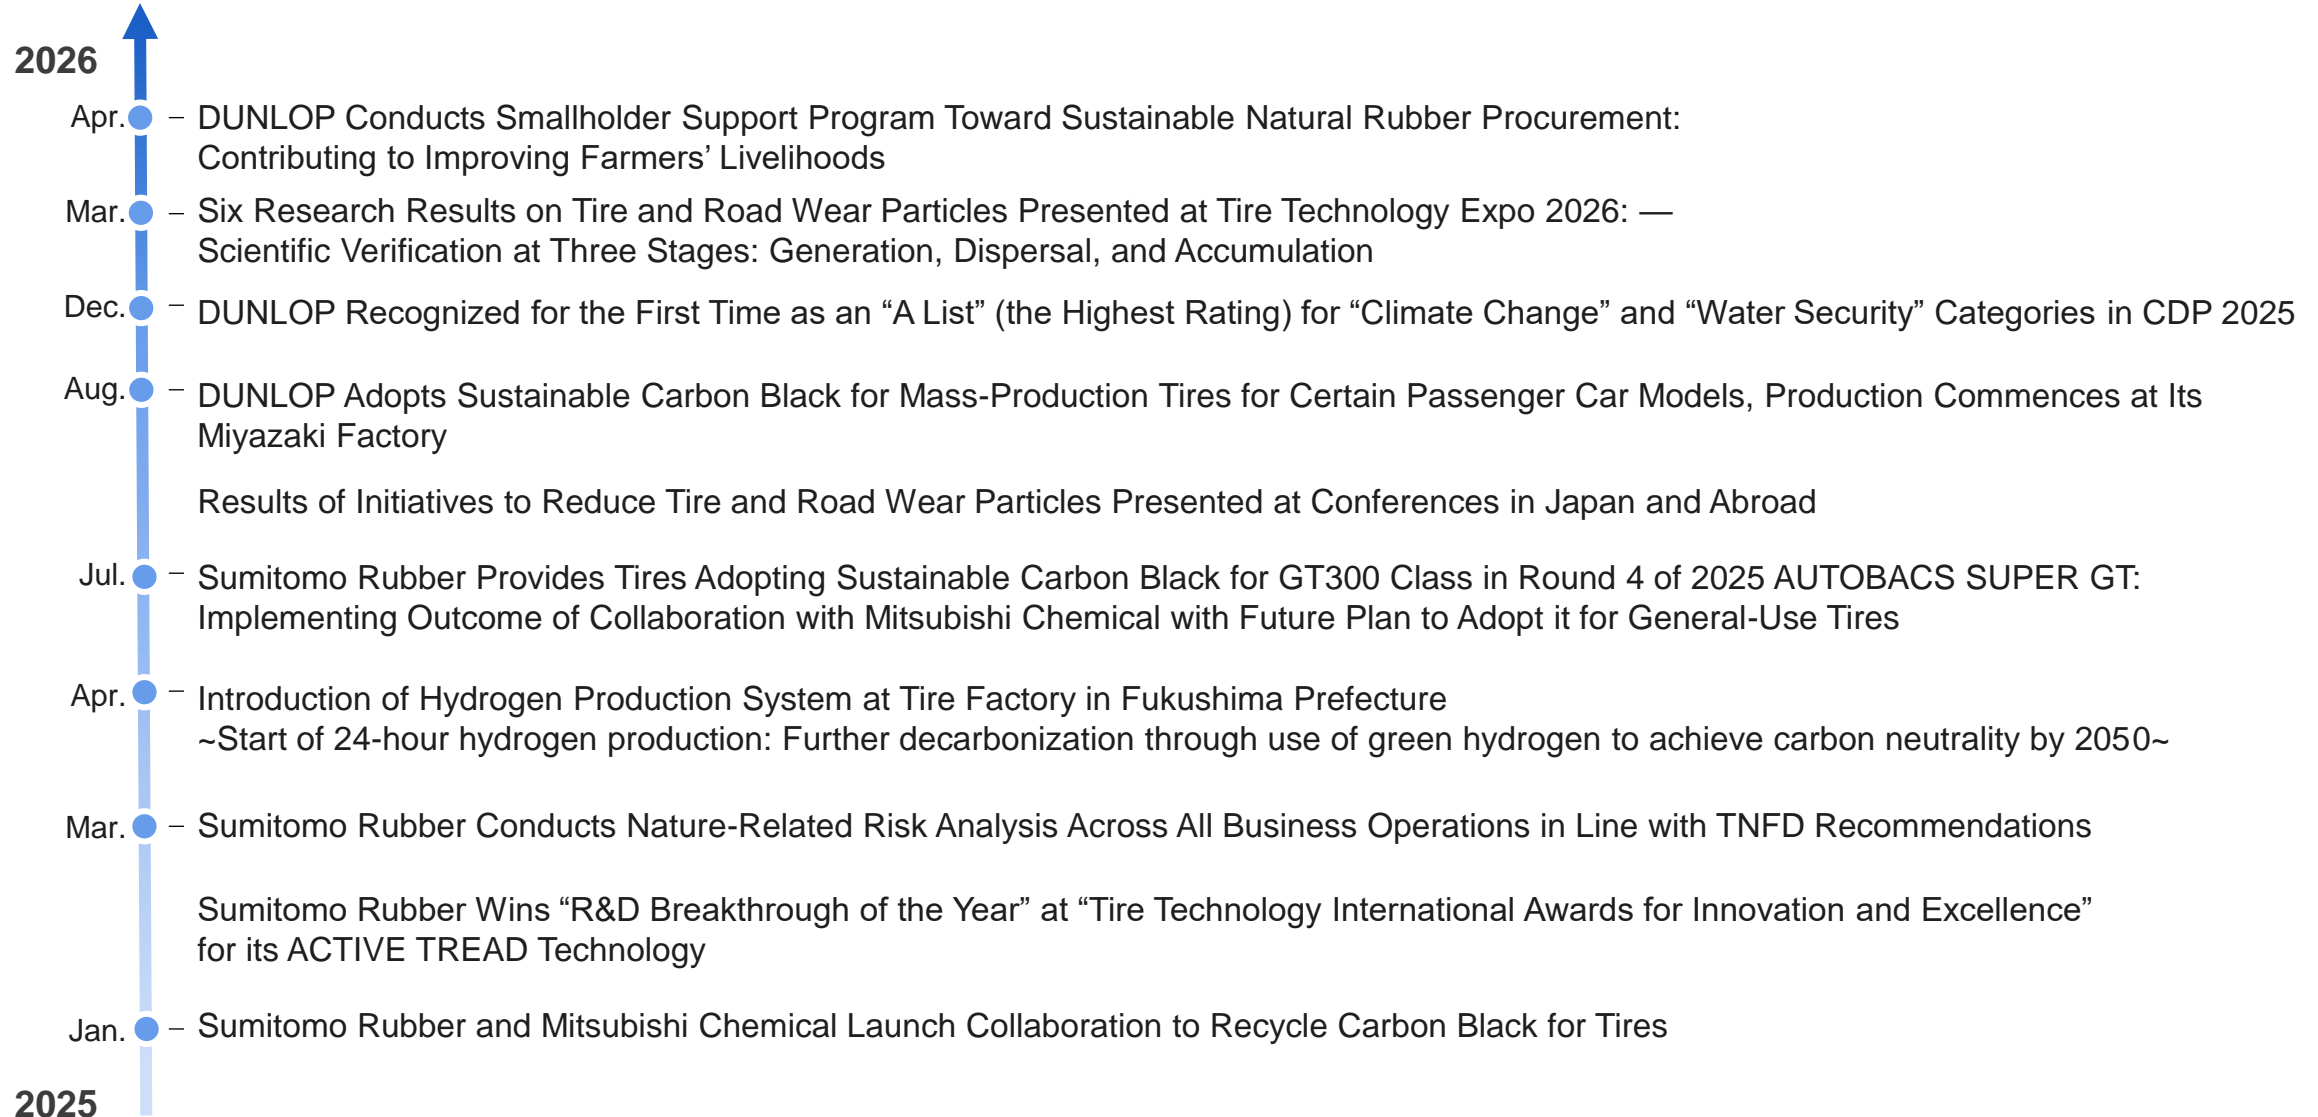 2026
Apr. – DUNLOP Conducts Smallholder Support Program Toward Sustainable Natural Rubber Procurement:
Contributing to Improving Farmers’ Livelihoods
Mar. – Six Research Results on Tire and Road Wear Particles Presented at Tire Technology Expo 2026: —
Scientific Verification at Three Stages: Generation, Dispersal, and Accumulation
Dec. – DUNLOP Recognized for the First Time as an “A List” (the Highest Rating) for “Climate Change” and “Water Security” Categories in CDP 2025
Aug. – DUNLOP Adopts Sustainable Carbon Black for Mass-Production Tires for Certain Passenger Car Models, Production Commences at Its
Miyazaki Factory
Results of Initiatives to Reduce Tire and Road Wear Particles Presented at Conferences in Japan and Abroad
Jul. – Sumitomo Rubber Provides Tires Adopting Sustainable Carbon Black for GT300 Class in Round 4 of 2025 AUTOBACS SUPER GT:
Implementing Outcome of Collaboration with Mitsubishi Chemical with Future Plan to Adopt it for General-Use Tires
Apr. – Introduction of Hydrogen Production System at Tire Factory in Fukushima Prefecture
~Start of 24-hour hydrogen production: Further decarbonization through use of green hydrogen to achieve carbon neutrality by 2050~
Mar. – Sumitomo Rubber Conducts Nature-Related Risk Analysis Across All Business Operations in Line with TNFD Recommendations
Sumitomo Rubber Wins “R&D Breakthrough of the Year” at “Tire Technology International Awards for Innovation and Excellence”
for its ACTIVE TREAD Technology
Jan. – Sumitomo Rubber and Mitsubishi Chemical Launch Collaboration to Recycle Carbon Black for Tires
2025